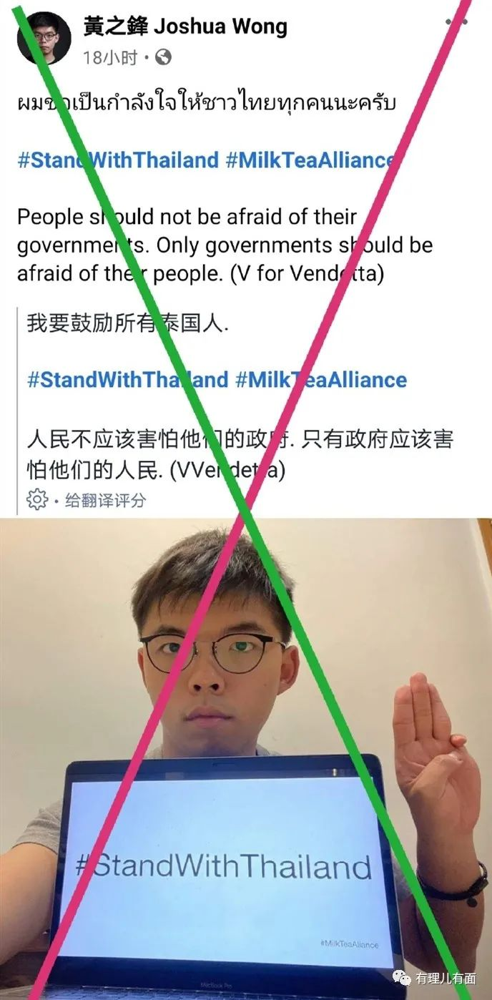 黃之鋒 Joshua Wong
18小时
ผมขอเป็นกำลังใจให้ชาวไทยทุกคนนะครับ
#StandWithThailand #MilkTeaAlliance
People should not be afraid of their
governments. Only governments should be
afraid of their people. (V for Vendetta)
我要鼓励所有泰国人.
#StandWithThailand #MilkTeaAlliance
人民不应该害怕他们的政府. 只有政府应该害
怕他们的人民. (VVendetta)
给翻译评分
#StandWithThailand
#MilkTeaAliance
MacBook Pro
有理儿有面